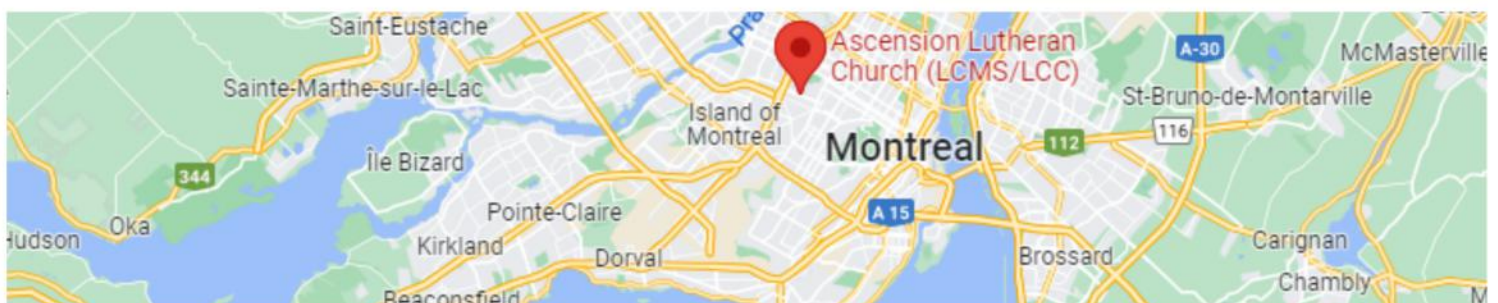 Saint-Eustache
Pra
Ascension Lutheran
Church (LCMS/LCC)
A-30
McMasterville
Sainte-Marthe-sur-le-Lac
St-Bruno-de-Montarville
Island of
Montreal
Montreal
116
112
Île Bizard
344
Pointe-Claire
A 15
Oka
Hudson
Kirkland
Dorval
Brossard
Carignan
Chambly
Beaconsfield
M